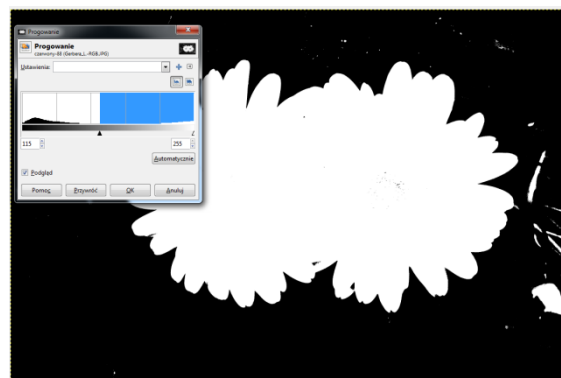 Progowanie
Progowanie
czerwony-88 (Gerbera_L.-RGB.JPG)
Ustawienia:
115
255
Automatycznie
Podgląd
Pomoc
Przywróć
OK
Anuluj